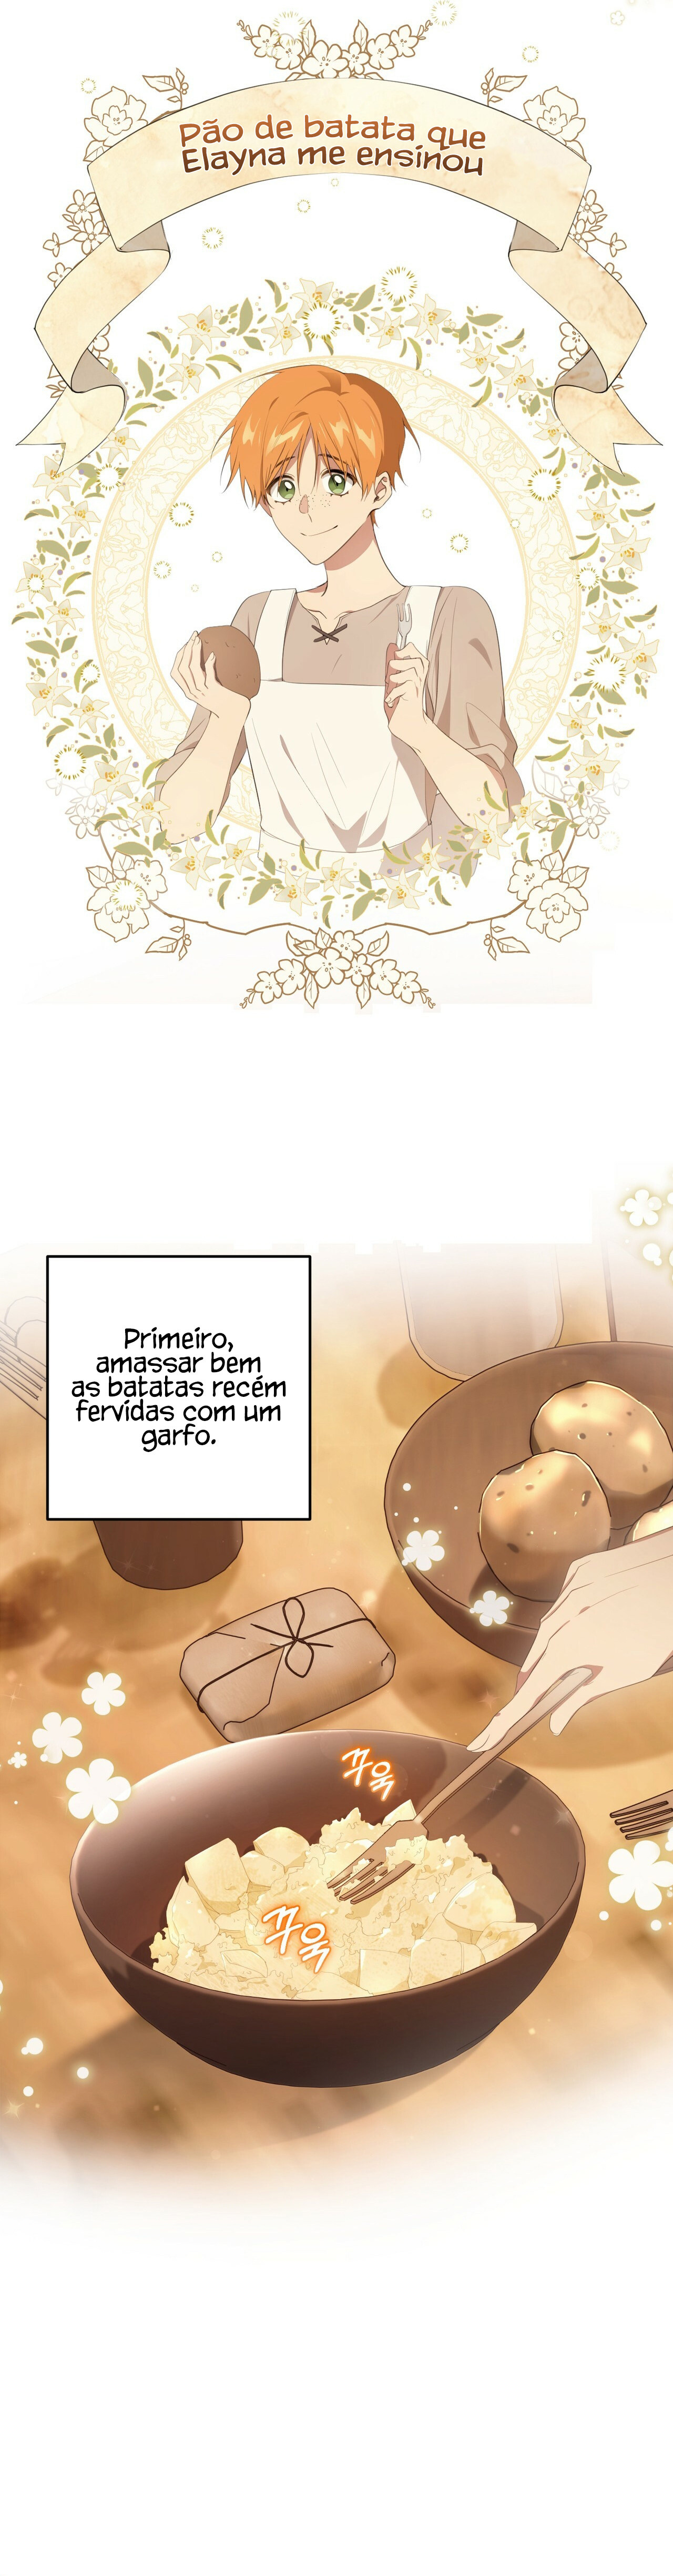 Pão de batata que
Elayna me ensinou
Primeiro,
amassar bem
as batatas recém
fervidas com um
garfo.
꾸욱
꾸욱